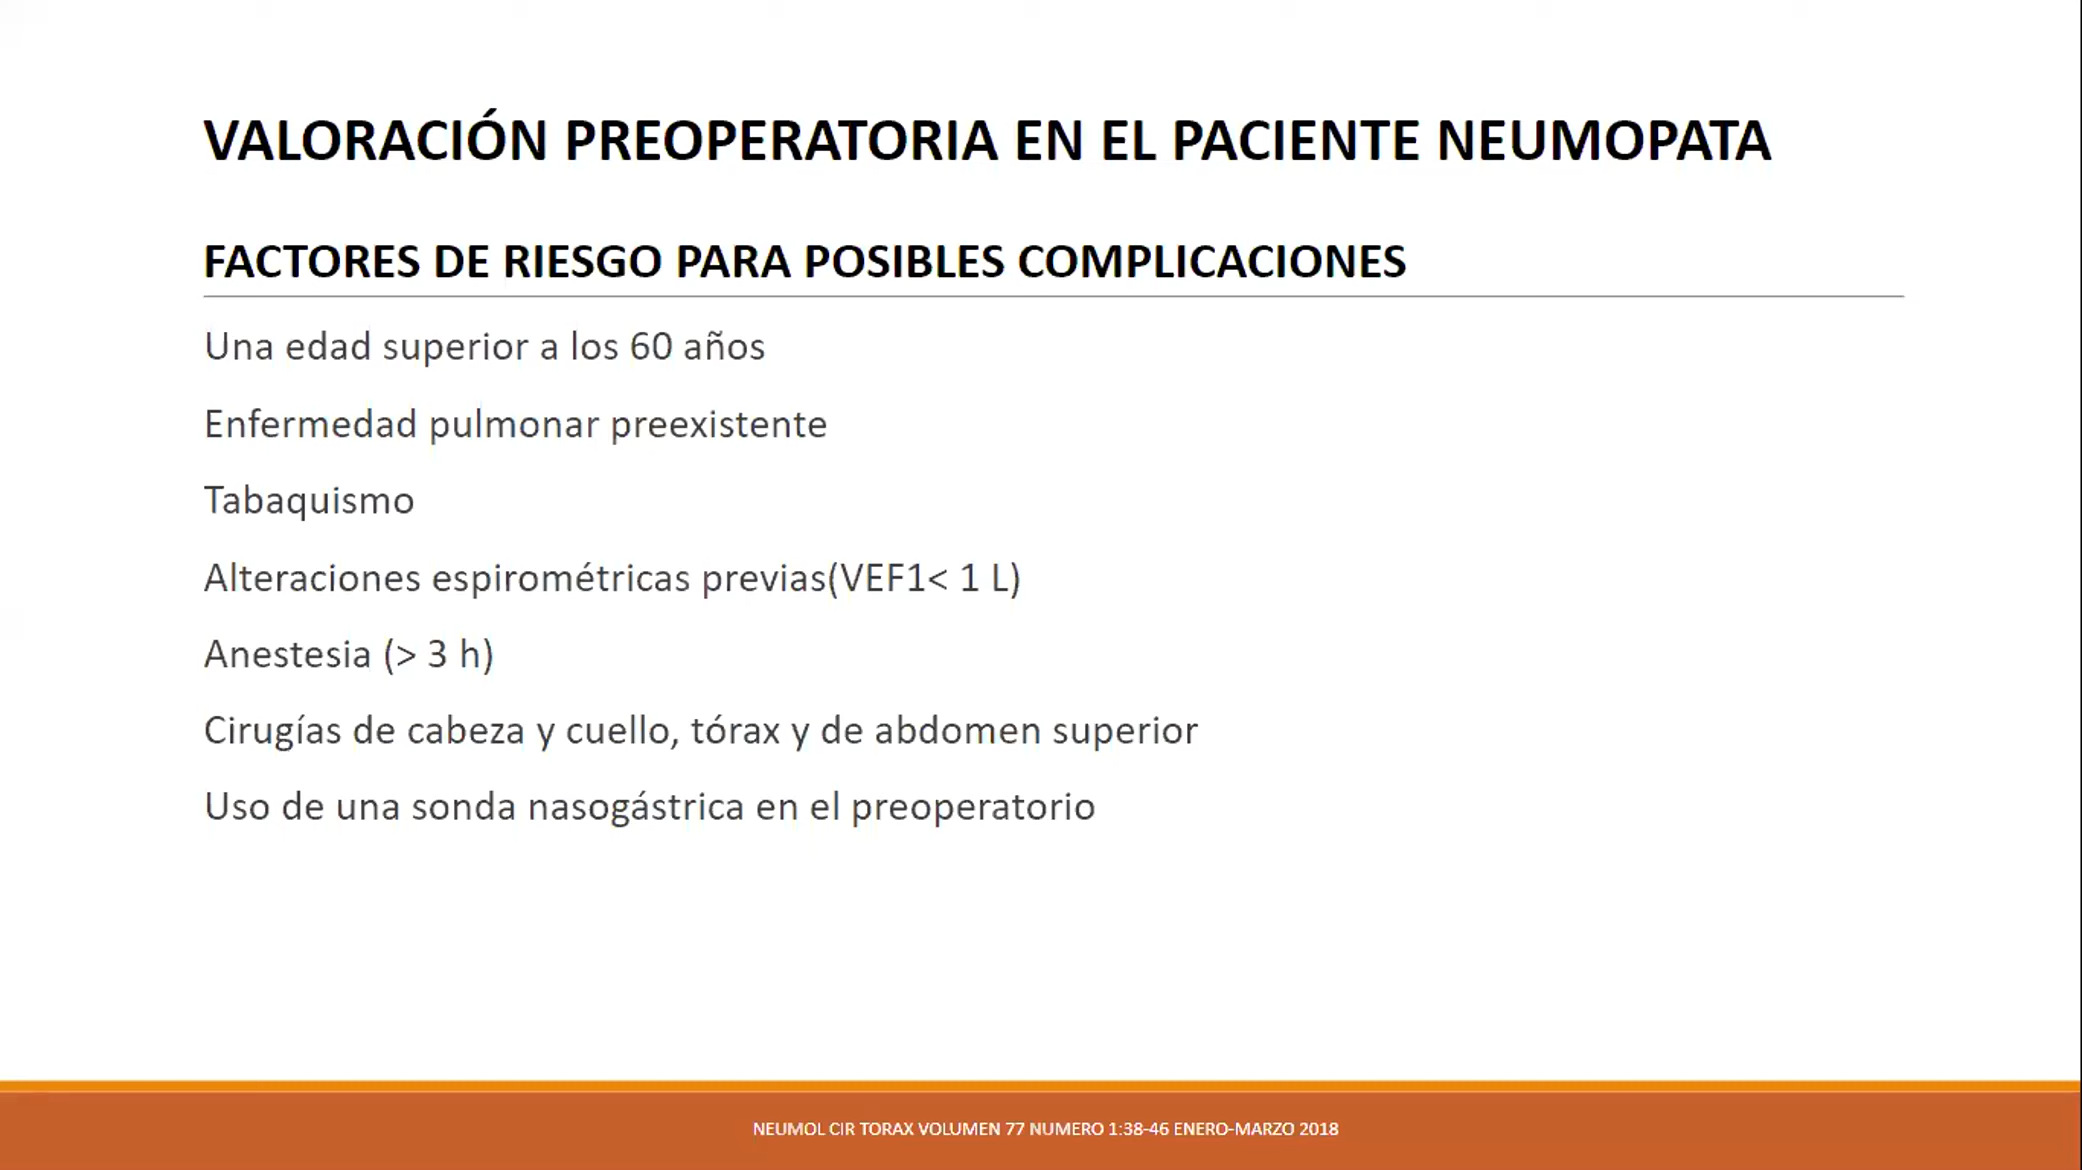 VALORACIÓN PREOPERATORIA EN EL PACIENTE NEUMOPATA
FACTORES DE RIESGO PARA POSIBLES COMPLICACIONES
Una edad superior a los 60 años
Enfermedad pulmonar preexistente
Tabaquismo
Alteraciones espirométricas previas(VEF1< 1 L)
Anestesia (> 3 h)
Cirugías de cabeza y cuello, tórax y de abdomen superior
Uso de una sonda nasogástrica en el preoperatorio
NEUMOL CIR TORAX VOLUMEN 77 NUMERO 1:38-46 ENERO-MARZO 2018